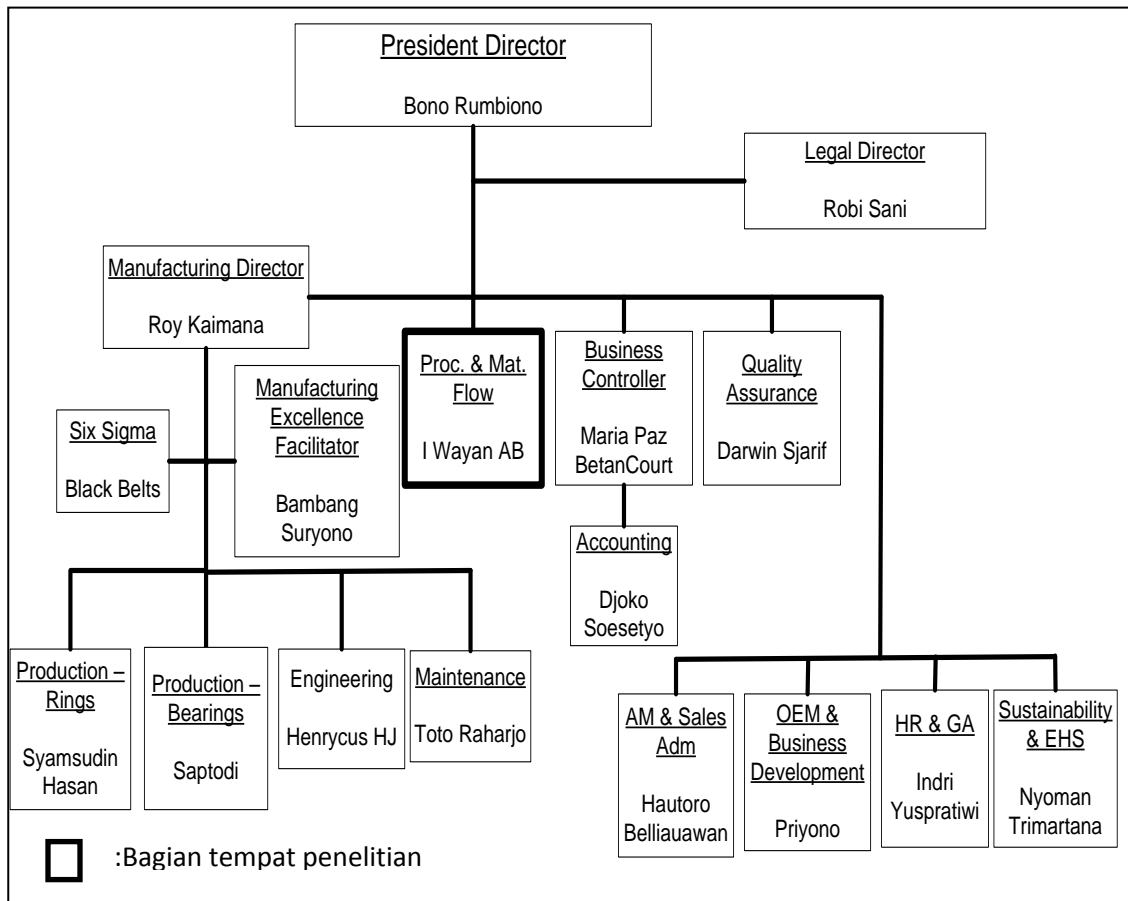 President Director
Bono Rumbiono
Legal Director
Robi Sani
Manufacturing Director
Roy Kaimana
Proc. & Mat.
Flow
I Wayan AB
Business
Controller
Maria Paz
BetanCourt
Quality
Assurance
Darwin Sjarif
Six Sigma
Black Belts
Manufacturing
Excellence
Facilitator
Bambang
Suryono
Accounting
Djoko
Soesetyo
Production –
Rings
Syamsudin
Hasan
Production –
Bearings
Saptodi
Engineering
Henrycus HJ
Maintenance
Toto Raharjo
AM & Sales
Adm
Hautoro
Belliauawan
OEM &
Business
Development
Priyono
HR & GA
Indri
Yuspratiwi
Sustainability
& EHS
Nyoman
Trimartana
:Bagian tempat penelitian